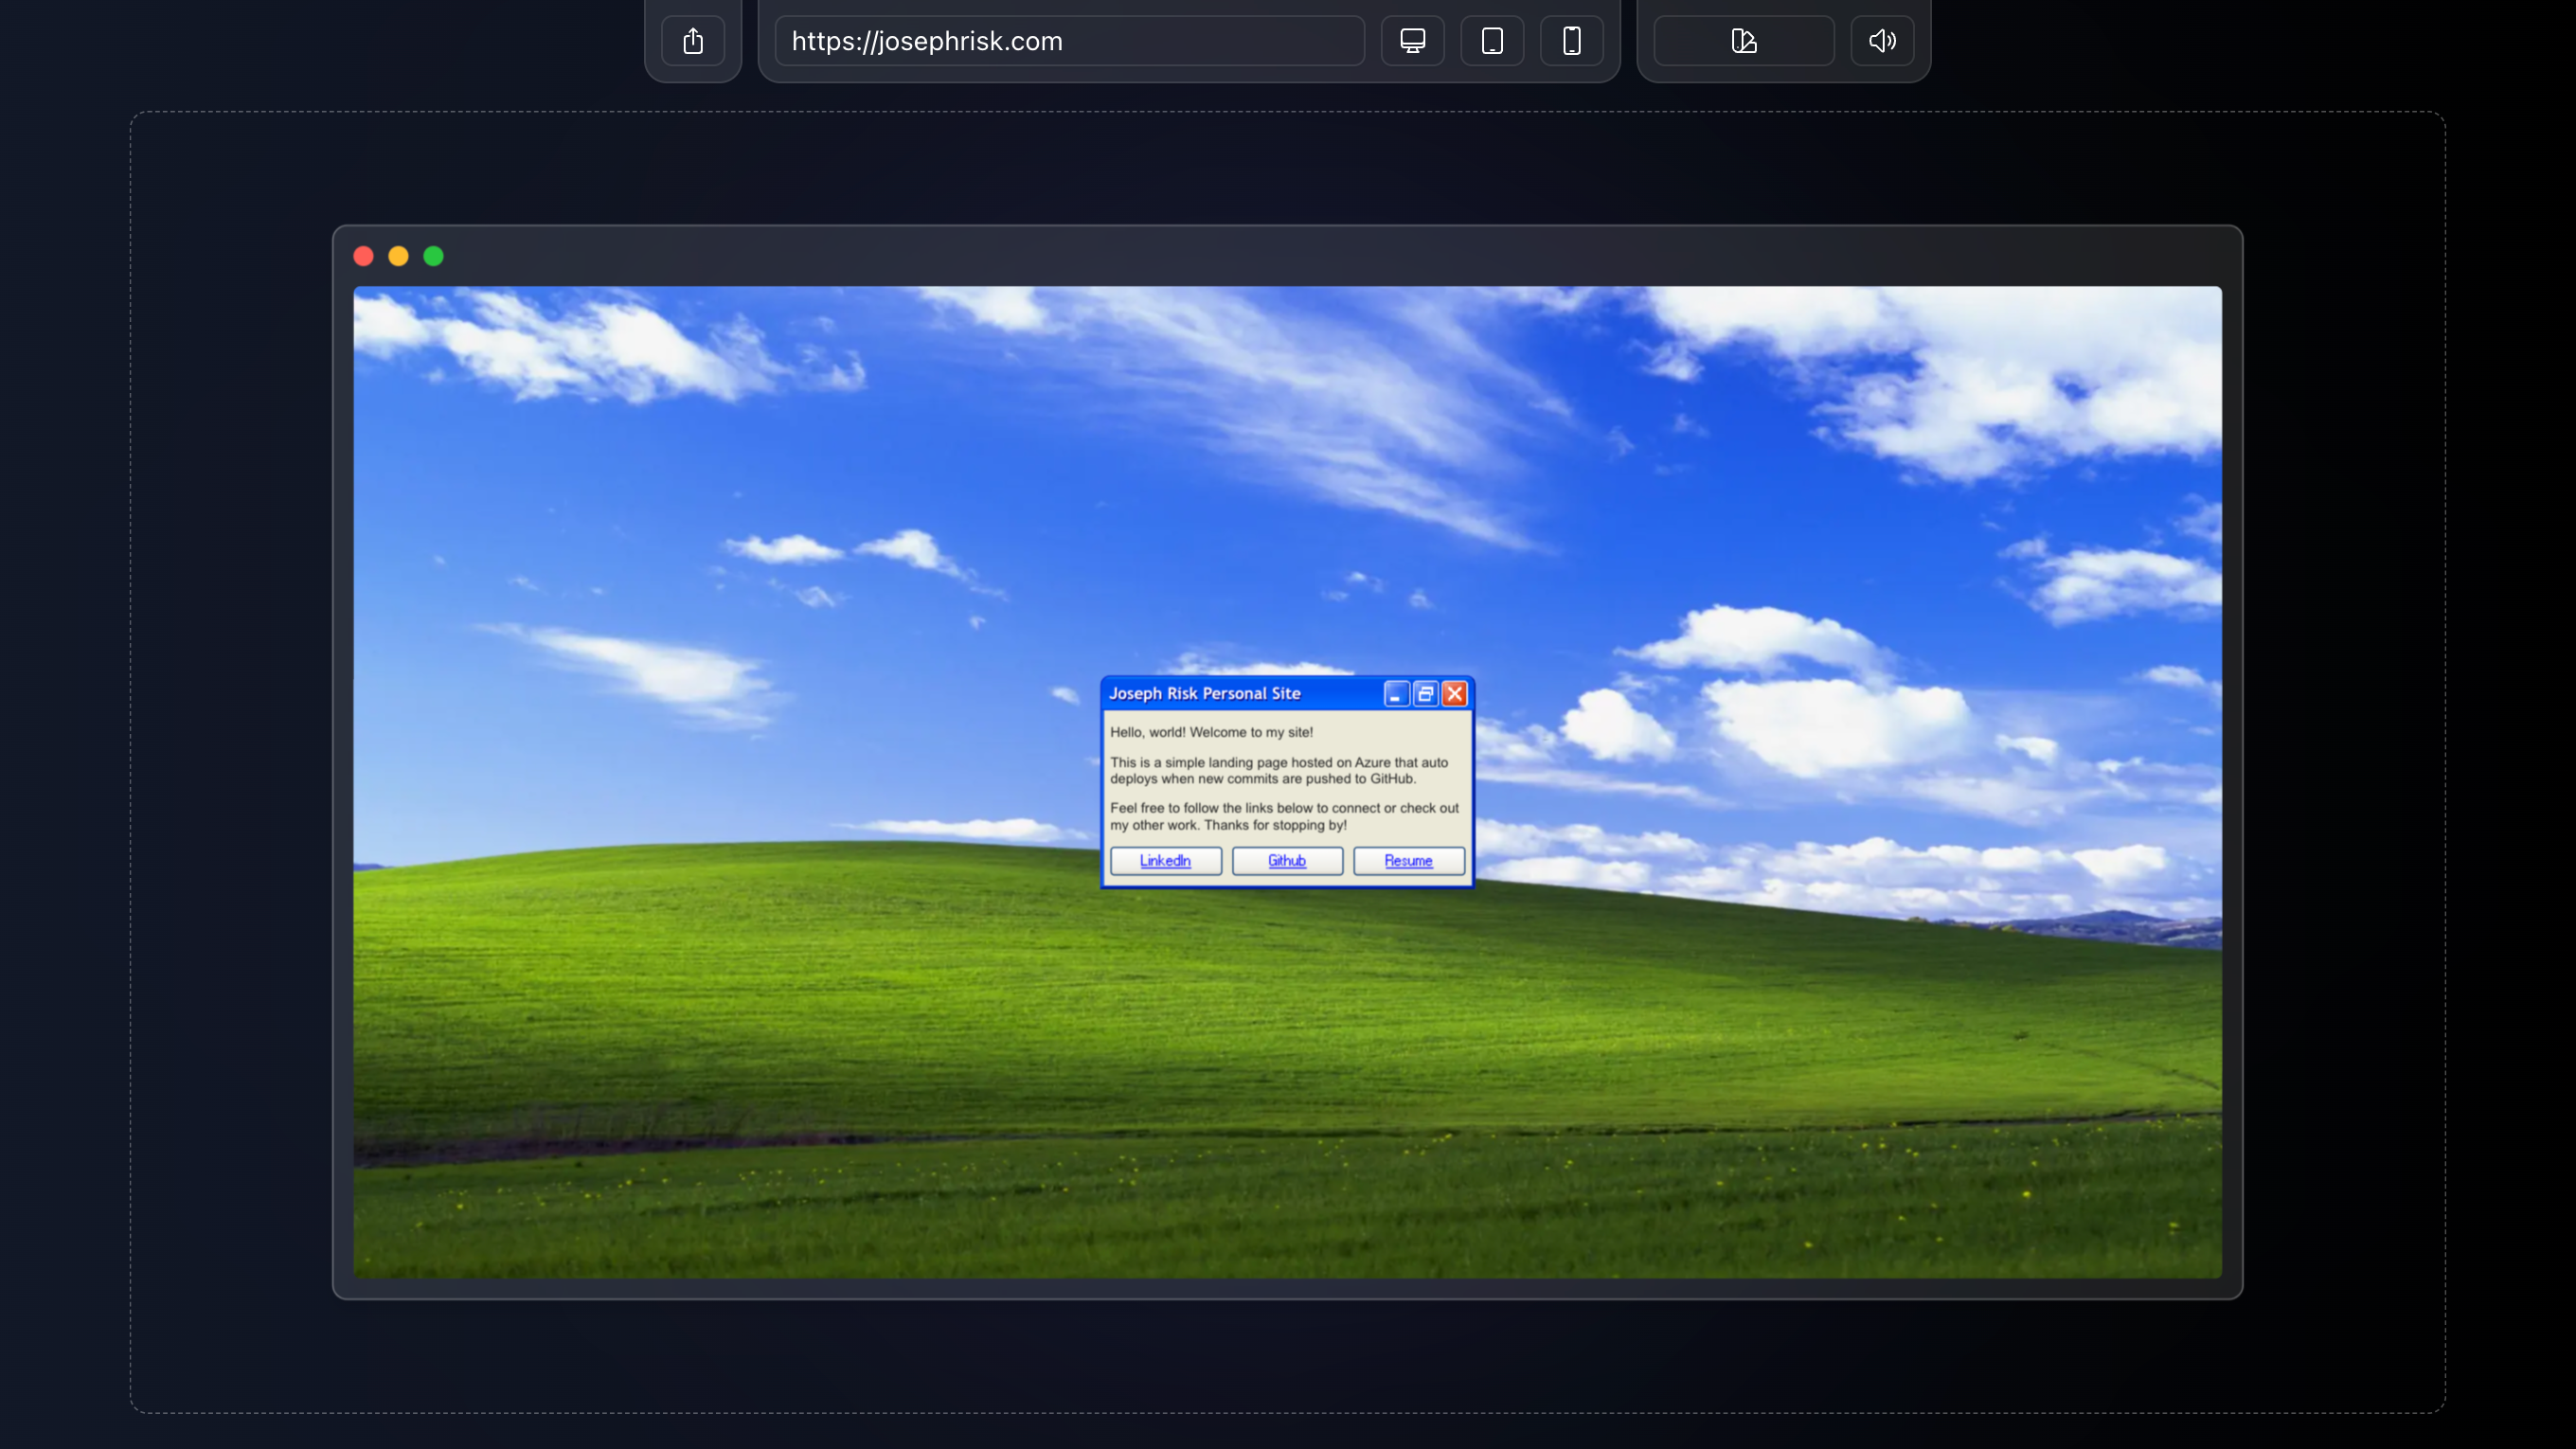 https://josephrisk.com
Joseph Risk Personal Site
Hello, world! Welcome to my site!
This is a simple landing page hosted on Azure that auto
deploys when new commits are pushed to GitHub.
Feel free to follow the links below to connect or check out
my other work. Thanks for stopping by!
LinkedIn
Github
Resume